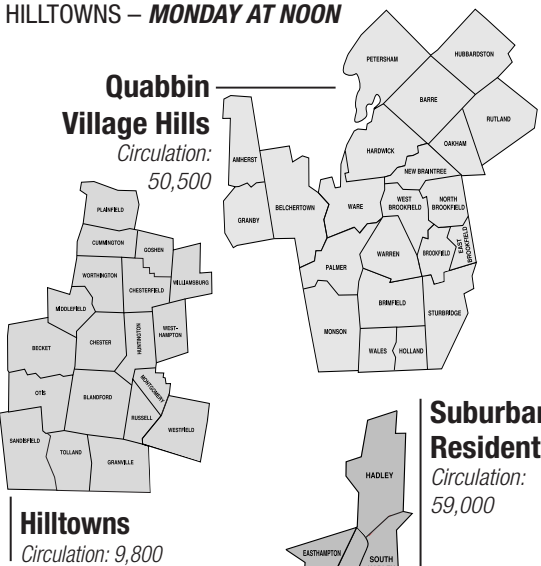 HILLTOWNS – MONDAY AT NOON
Quabbin
Village Hills
Circulation:
50,500
PETERSHAM
HUBBARDSTON
BARRE
RUTLAND
HARDWICK
OAKHAM
NEW BRAINTREE
AMHERST
GRANBY
BELCHERTOWN
WARE
WEST
BROOKFIELD
NORTH
BROOKFIELD
PALMER
WARREN
BROOKFIELD
EAST
BROOKFIELD
MONSON
BRIMFIELD
STURBRIDGE
WALES
HOLLAND
PLAINFIELD
CUMMINGTON
GOSHEN
WORTHINGTON
CHESTERFIELD
WILLIAMSBURG
MIDDLEFIELD
BECKET
CHESTER
HUNTINGTON
WEST-
HAMPTON
OTIS
BLANDFORD
MONTGOMERY
RUSSELL
WESTFIELD
SANDISFIELD
TOLLAND
GRANVILLE
Hilltowns
Circulation: 9,800
Suburban
Resident
Circulation:
59,000
HADLEY
EASTHAMPTON
SOUTH